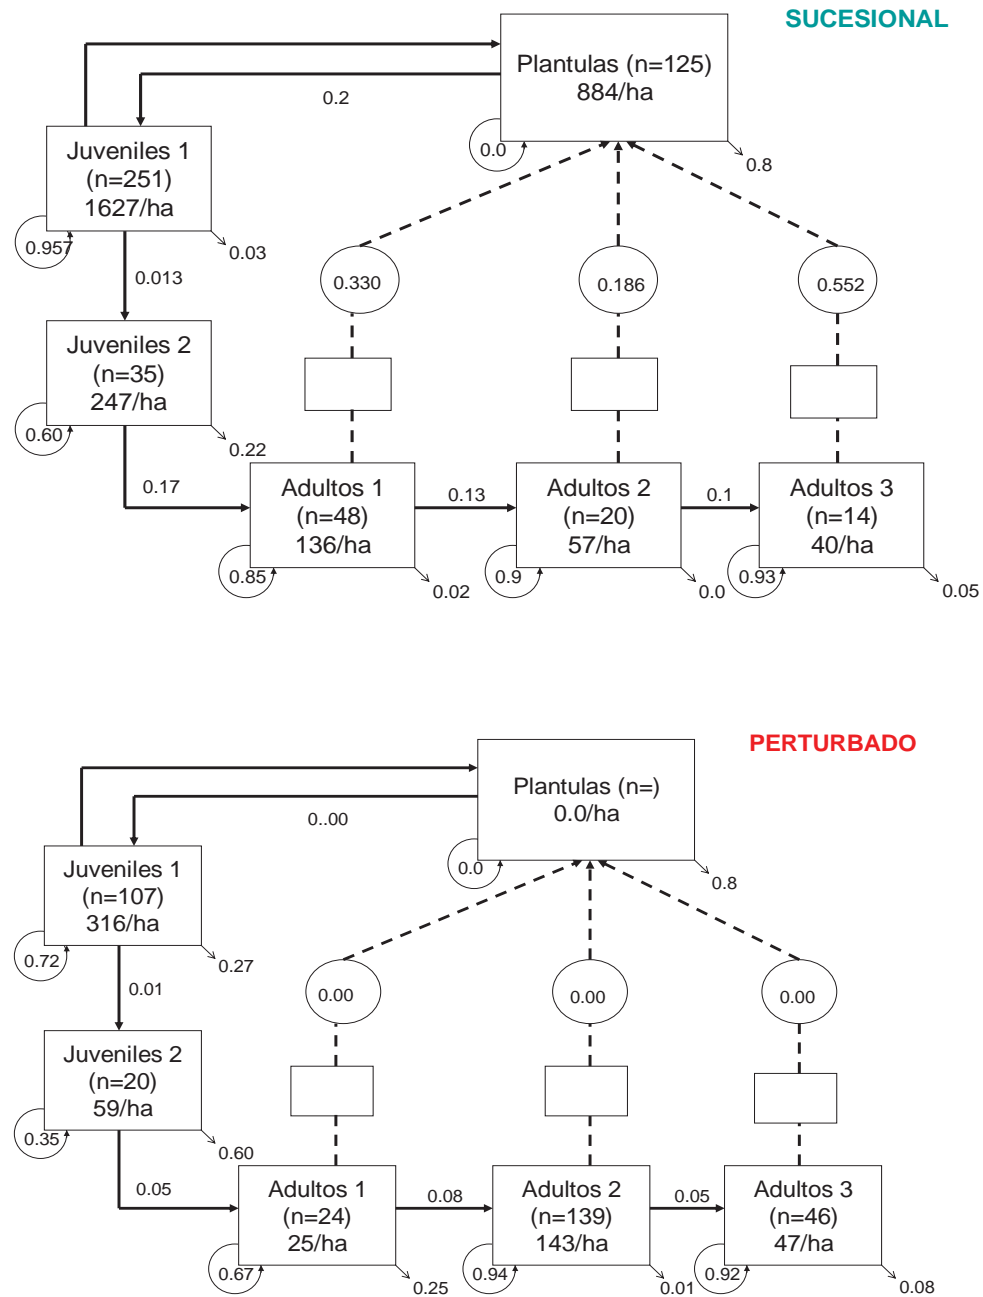 SUCESIONAL
Plantulas (n=125)
884/ha
0.2
0.0
0.8
Juveniles 1
(n=251)
1627/ha
0.957
0.03
0.013
0.330
0.186
0.552
Juveniles 2
(n=35)
247/ha
0.60
0.22
0.17
Adultos 1
(n=48)
136/ha
0.85
0.02
0.13
Adultos 2
(n=20)
57/ha
0.9
0.0
0.1
Adultos 3
(n=14)
40/ha
0.93
0.05
PERTURBADO
Plantulas (n=)
0.0/ha
0..00
0.0
0.8
Juveniles 1
(n=107)
316/ha
0.72
0.27
0.01
0.00
0.00
0.00
Juveniles 2
(n=20)
59/ha
0.35
0.60
0.05
Adultos 1
(n=24)
25/ha
0.67
0.25
0.08
Adultos 2
(n=139)
143/ha
0.94
0.01
0.05
Adultos 3
(n=46)
47/ha
0.92
0.08